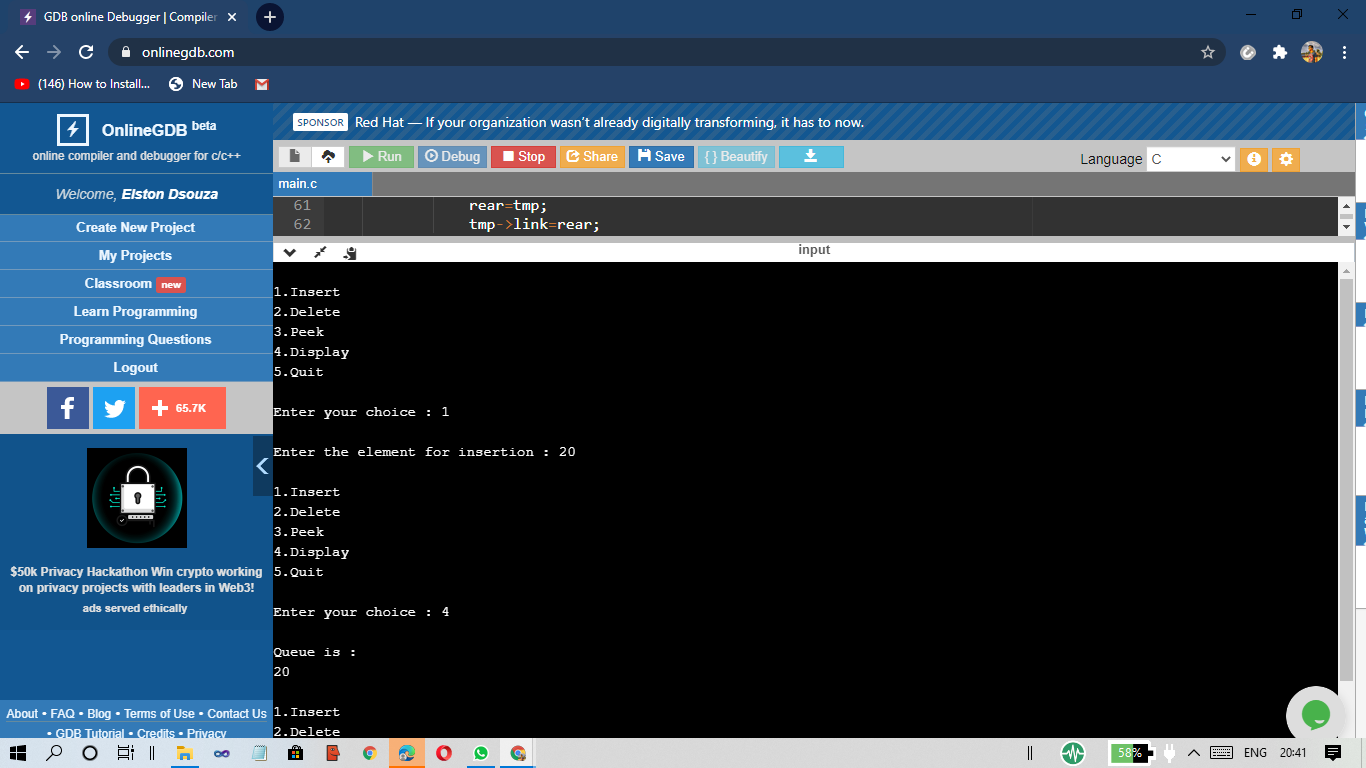 GDB online Debugger | Compiler
onlinegdb.com
(146) How to Install...
New Tab
OnlineGDB beta
online compiler and debugger for c/c++
Welcome, Elston Dsouza
Create New Project
My Projects
Classroom new
Learn Programming
Programming Questions
Logout
65.7K
$50k Privacy Hackathon Win crypto working
on privacy projects with leaders in Web3!
ads served ethically
About • FAQ • Blog • Terms of Use • Contact Us
• GDB Tutorial • Credits • Privacy
SPONSOR Red Hat — If your organization wasn't already digitally transforming, it has to now.
Run Debug Stop Share Save { } Beautify
Language C
main.c
61 rear=tmp;
62 tmp->link=rear;
input
1.Insert
2.Delete
3.Peek
4.Display
5.Quit
Enter your choice : 1
Enter the element for insertion : 20
1.Insert
2.Delete
3.Peek
4.Display
5.Quit
Enter your choice : 4
Queue is :
20
1.Insert
2.Delete
58%
ENG
20:41